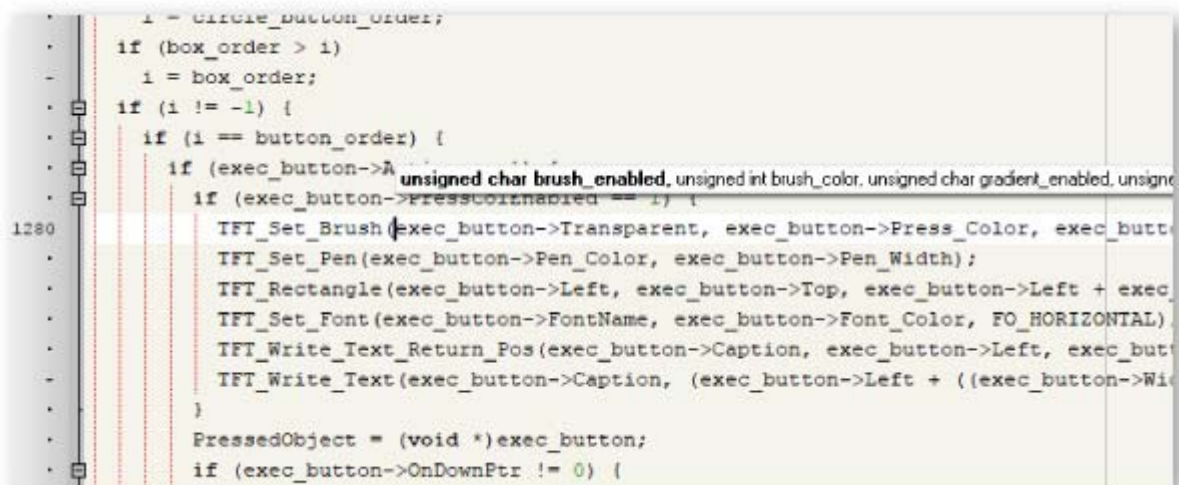 i = circle_button_order;
if (box_order > i)
i = box_order;
if (i != -1) {
if (i == button_order) {
if (exec_button->A
unsigned char brush_enabled, unsigned int brush_color, unsigned char gradient_enabled, unsigne
if (exec_button->PressColEnabled == 1) {
1280 TFT_Set_Brush(exec_button->Transparent, exec_button->Press_Color, exec_butt
TFT_Set_Pen(exec_button->Pen_Color, exec_button->Pen_Width);
TFT_Rectangle(exec_button->Left, exec_button->Top, exec_button->Left + exec_
TFT_Set_Font(exec_button->FontName, exec_button->Font_Color, FO_HORIZONTAL)
TFT_Write_Text_Return_Pos(exec_button->Caption, exec_button->Left, exec_butt
TFT_Write_Text(exec_button->Caption, (exec_button->Left + ((exec_button->Wi
}
PressedObject = (void *)exec_button;
if (exec_button->OnDownPtr != 0) {